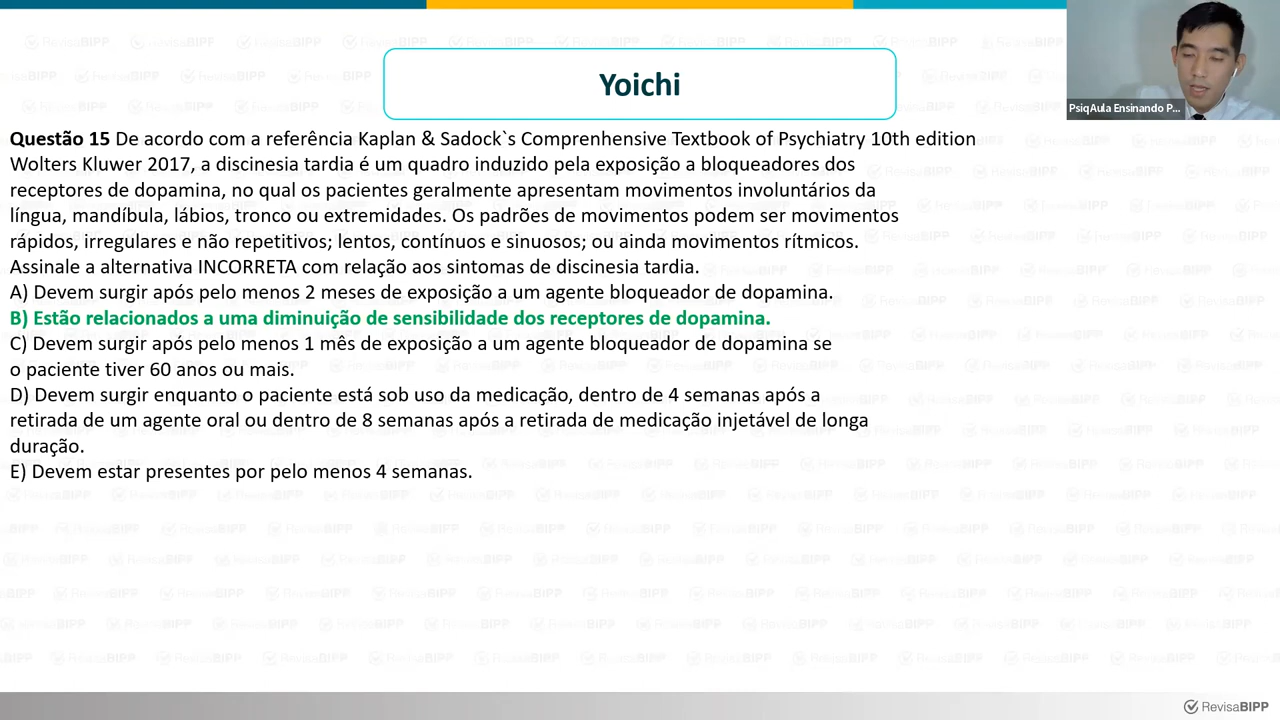 Yoichi
PsiqAula Ensinando P...
Questão 15 De acordo com a referência Kaplan & Sadock`s Comprenhensive Textbook of Psychiatry 10th edition
Wolters Kluwer 2017, a discinesia tardia é um quadro induzido pela exposição a bloqueadores dos
receptores de dopamina, no qual os pacientes geralmente apresentam movimentos involuntários da
língua, mandíbula, lábios, tronco ou extremidades. Os padrões de movimentos podem ser movimentos
rápidos, irregulares e não repetitivos; lentos, contínuos e sinuosos; ou ainda movimentos rítmicos.
Assinale a alternativa INCORRETA com relação aos sintomas de discinesia tardia.
A) Devem surgir após pelo menos 2 meses de exposição a um agente bloqueador de dopamina.
B) Estão relacionados a uma diminuição de sensibilidade dos receptores de dopamina.
C) Devem surgir após pelo menos 1 mês de exposição a um agente bloqueador de dopamina se
o paciente tiver 60 anos ou mais.
D) Devem surgir enquanto o paciente está sob uso da medicação, dentro de 4 semanas após a
retirada de um agente oral ou dentro de 8 semanas após a retirada de medicação injetável de longa
duração.
E) Devem estar presentes por pelo menos 4 semanas.
RevisaBIPP